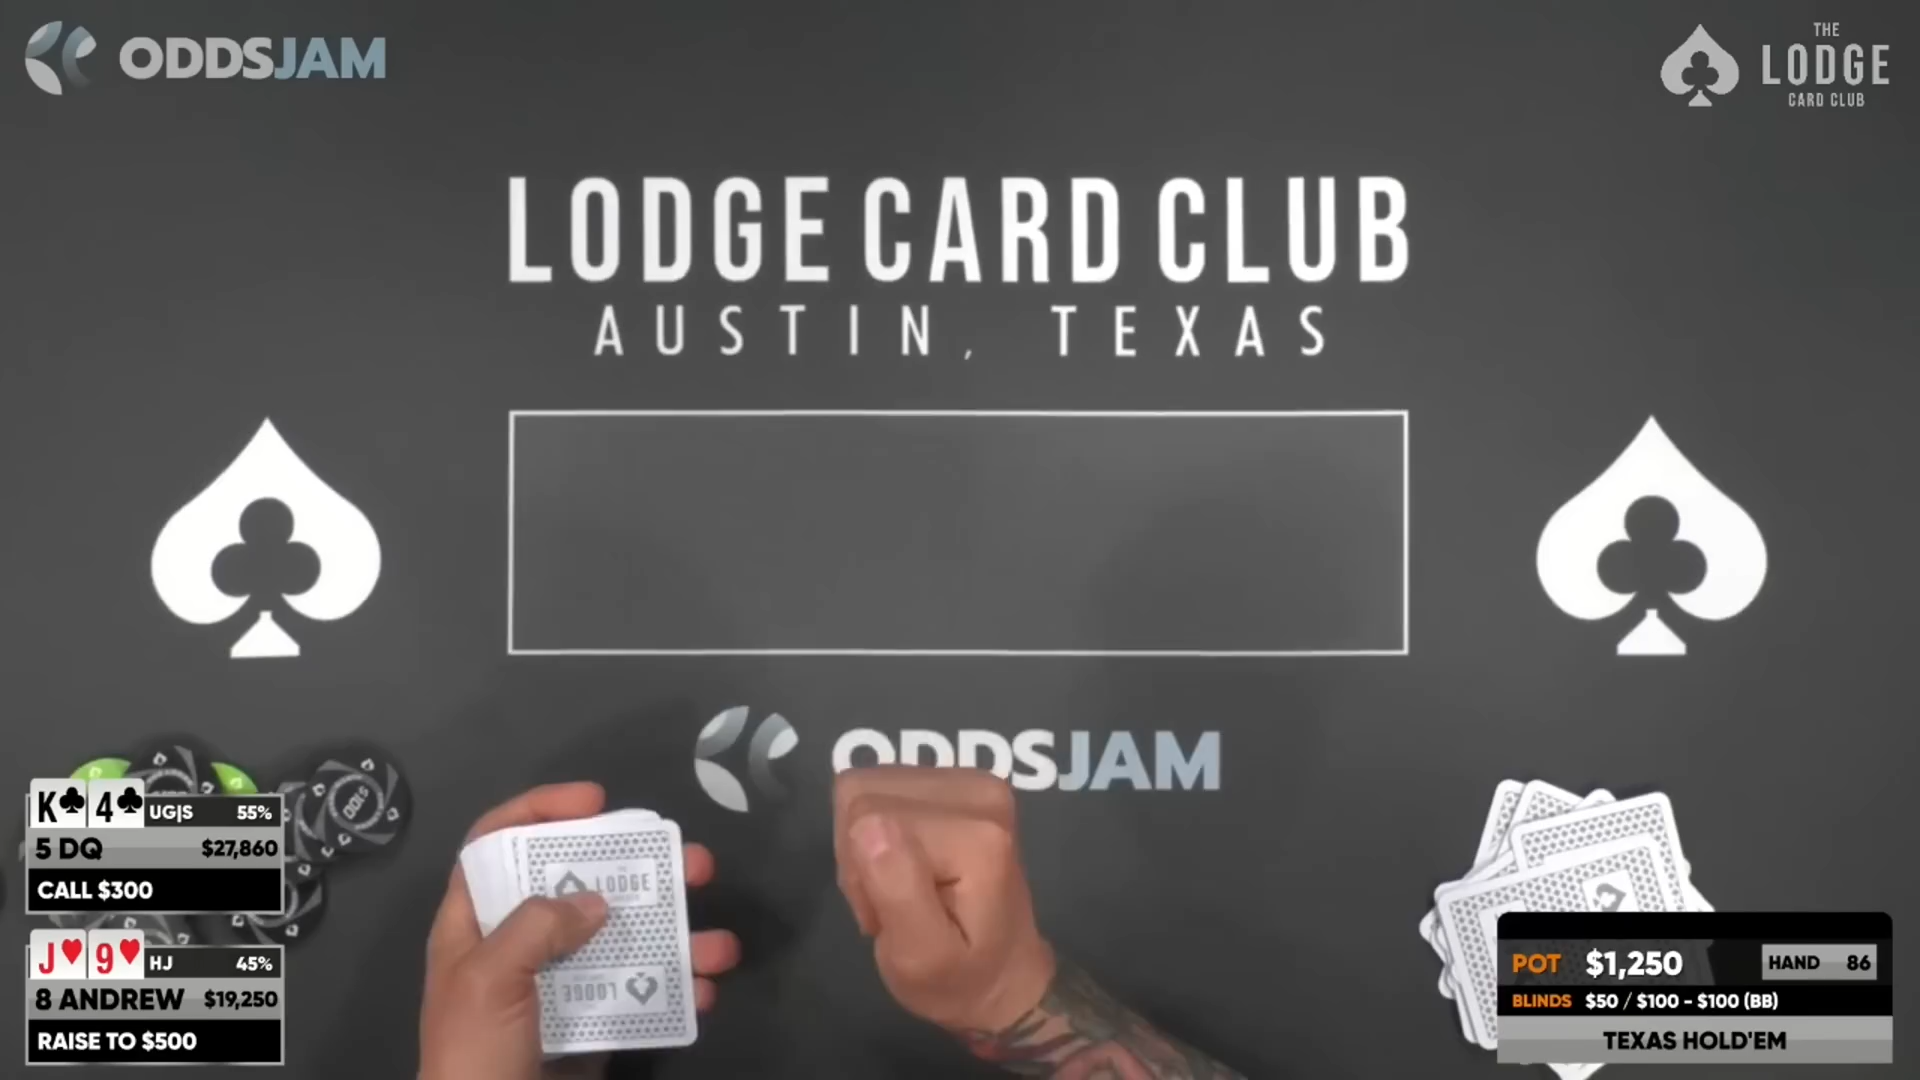 ODDSJAM
THE
LODGE
CARD CLUB
LODGE CARD CLUB
AUSTIN, TEXAS
ODDSJAM
K♣ 4♣ UG|S 55%
5 DQ $27,860
CALL $300
J♥ 9♥ HJ 45%
8 ANDREW $19,250
RAISE TO $500
LODGE
LODGE
POT $1,250 HAND 86
BLINDS $50 / $100 - $100 (BB)
TEXAS HOLD'EM